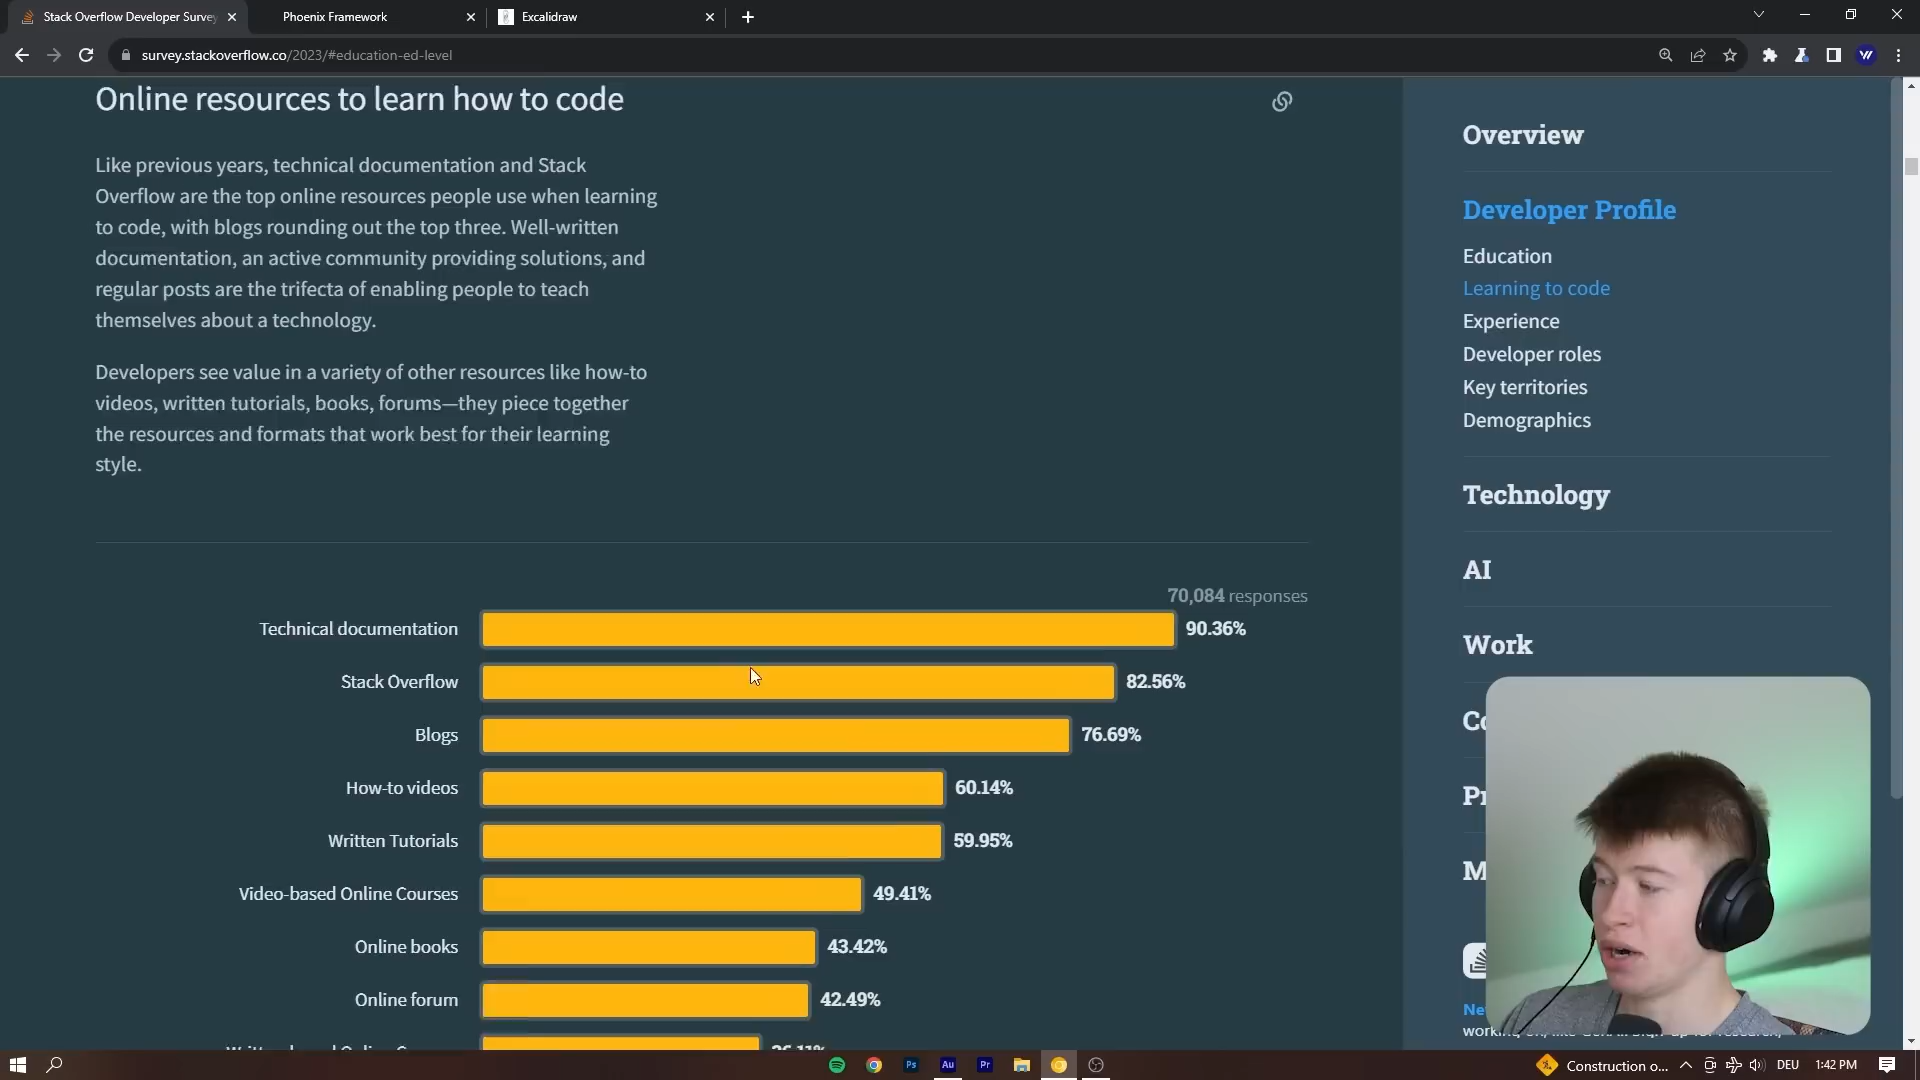 Stack Overflow Developer Survey
Phoenix Framework
Excalidraw
survey.stackoverflow.co/2023/#education-ed-level
Online resources to learn how to code
Like previous years, technical documentation and Stack
Overflow are the top online resources people use when learning
to code, with blogs rounding out the top three. Well-written
documentation, an active community providing solutions, and
regular posts are the trifecta of enabling people to teach
themselves about a technology.
Developers see value in a variety of other resources like how-to
videos, written tutorials, books, forums—they piece together
the resources and formats that work best for their learning
style.
70,084 responses
Technical documentation 90.36%
Stack Overflow 82.56%
Blogs 76.69%
How-to videos 60.14%
Written Tutorials 59.95%
Video-based Online Courses 49.41%
Online books 43.42%
Online forum 42.49%
Overview
Developer Profile
Education
Learning to code
Experience
Developer roles
Key territories
Demographics
Technology
AI
Work
Ps
Au
Pr
Construction o...
DEU
1:42 PM